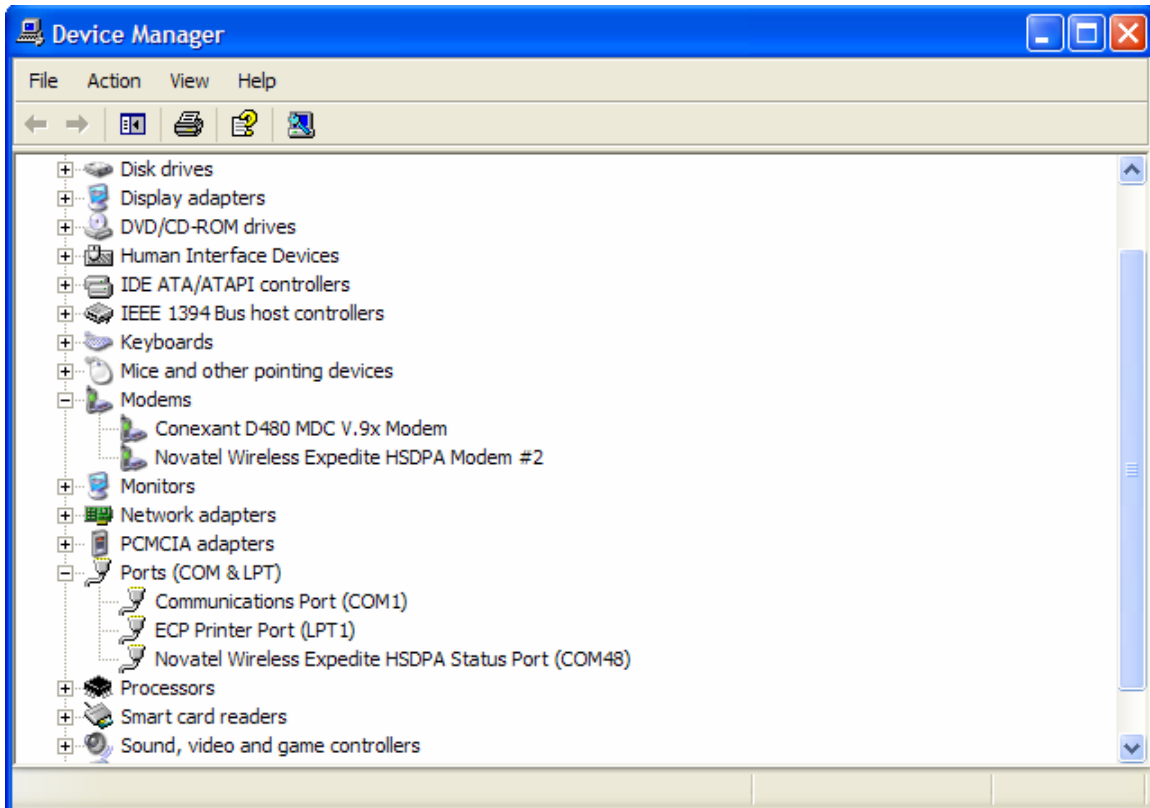 Device Manager
File Action View Help
Disk drives
Display adapters
DVD/CD-ROM drives
Human Interface Devices
IDE ATA/ATAPI controllers
IEEE 1394 Bus host controllers
Keyboards
Mice and other pointing devices
Modems
Conexant D480 MDC V.9x Modem
Novatel Wireless Expedite HSDPA Modem #2
Monitors
Network adapters
PCMCIA adapters
Ports (COM & LPT)
Communications Port (COM1)
ECP Printer Port (LPT1)
Novatel Wireless Expedite HSDPA Status Port (COM48)
Processors
Smart card readers
Sound, video and game controllers